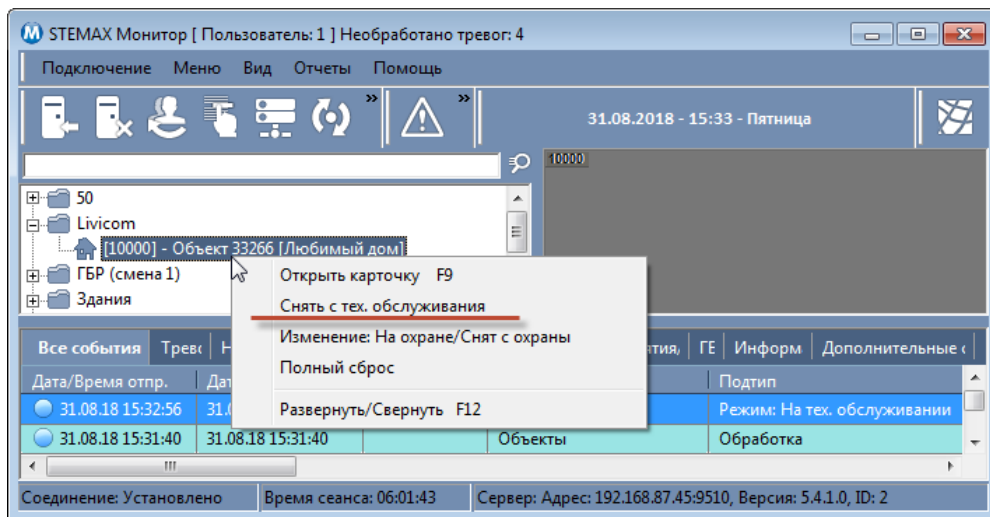 STEMAX Монитор [ Пользователь: 1 ] Необработано тревог: 4
Подключение Меню Вид Отчеты Помощь
31.08.2018 - 15:33 - Пятница
10000
50
Livicom
[10000] - Объект 33266 [Любимый дом]
ГБР (смена 1)
Здания
Открыть карточку F9
Снять с тех. обслуживания
Изменение: На охране/Снят с охраны
Полный сброс
Развернуть/Свернуть F12
Все события Информ Дополнительные
Дата/Время отпр. Подтип
31.08.18 15:32:56 Режим: На тех. обслуживании
31.08.18 15:31:40 31.08.18 15:31:40 Объекты Обработка
Соединение: Установлено Время сеанса: 06:01:43 Сервер: Адрес: 192.168.87.45:9510, Версия: 5.4.1.0, ID: 2